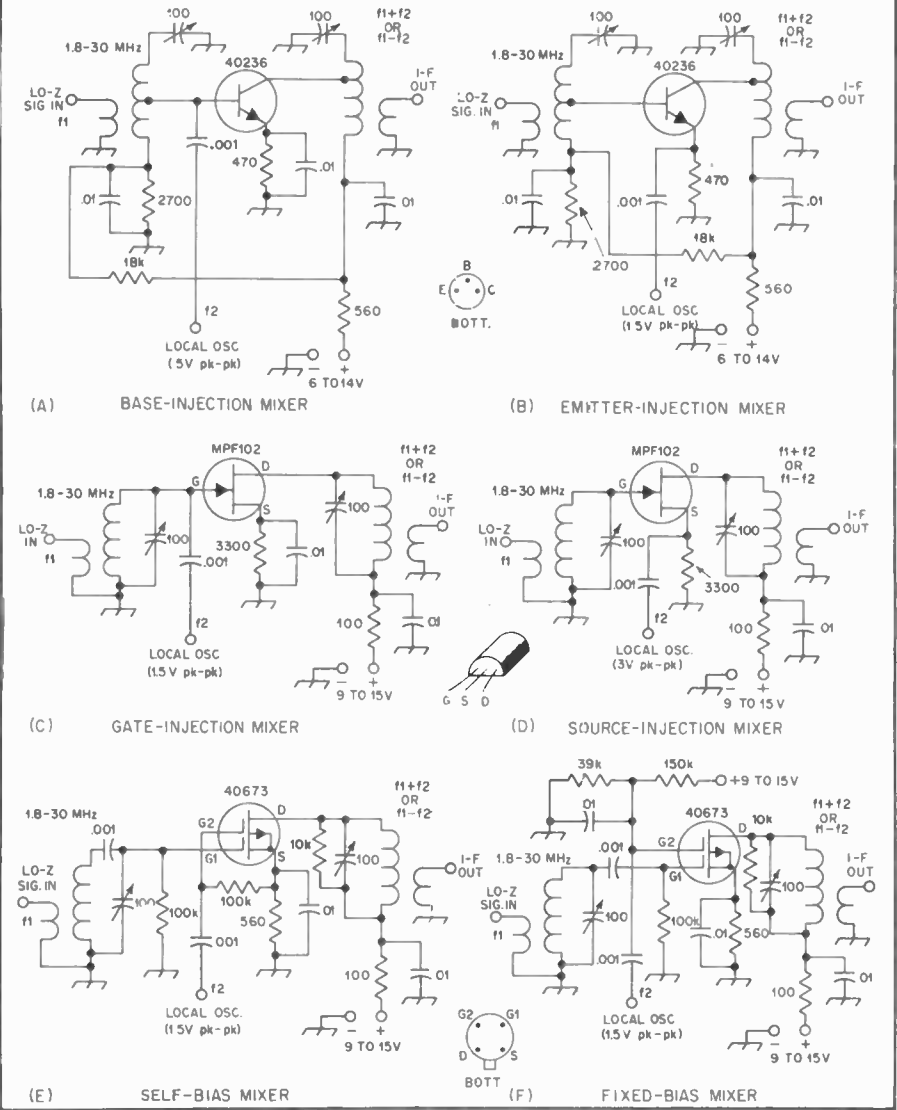 100
100
f1+f2
OR
f1-f2
1.8-30 MHz
40236
LO-Z
SIG IN
f1
I-F
OUT
.001
470
.01
.01
2700
01
18k
f2
560
LOCAL OSC
(.5V pk-pk)
-
+
6 TO 14V
(A) BASE-INJECTION MIXER
B
E
C
BOTT.
100
100
f1+f2
OR
f1-f2
1.8-30 MHz
40236
LO-Z
SIG. IN
f1
I-F
OUT
470
.01
.001
.01
2700
18k
f2
560
LOCAL OSC
(1.5V pk-pk)
-
+
6 TO 14V
(B) EMITTER-INJECTION MIXER
MPF102
D
G
S
f1+f2
OR
f1-f2
1.8-30 MHz
LO-Z
IN
f1
I-F
OUT
100
100
3300
01
.001
f2
100
01
LOCAL OSC
(1.5V pk-pk)
-
+
9 TO 15V
(C) GATE-INJECTION MIXER
G S D
MPF102
D
G
S
f1+f2
OR
f1-f2
1.8-30 MHz
LO-Z
IN
f1
I-F
OUT
100
100
.001
3300
f2
100
01
LOCAL OSC.
(3V pk-pk)
-
+
9 TO 15V
(D) SOURCE-INJECTION MIXER
40673
D
G2
G1
S
f1+f2
OR
f1-f2
1.8-30 MHz
.001
10k
100
I-F
OUT
LO-Z
SIG. IN
f1
100
100k
100k
560
01
001
f2
100
01
LOCAL OSC.
(1.5V pk-pk)
-
+
9 TO 15V
(E) SELF-BIAS MIXER
G2
G1
D
S
BOTT
39k
150k
+9 TO 15V
01
40673
D
G2
G1
10k
f1+f2
OR
f1-f2
1.8-30 MHz
.001
100
I-F
OUT
LO-Z
SIG.IN
f1
100
100k
.01
560
.001
f2
100
01
LOCAL OSC
(1.5V pk-pk)
-
+
9 TO 15V
(F) FIXED-BIAS MIXER